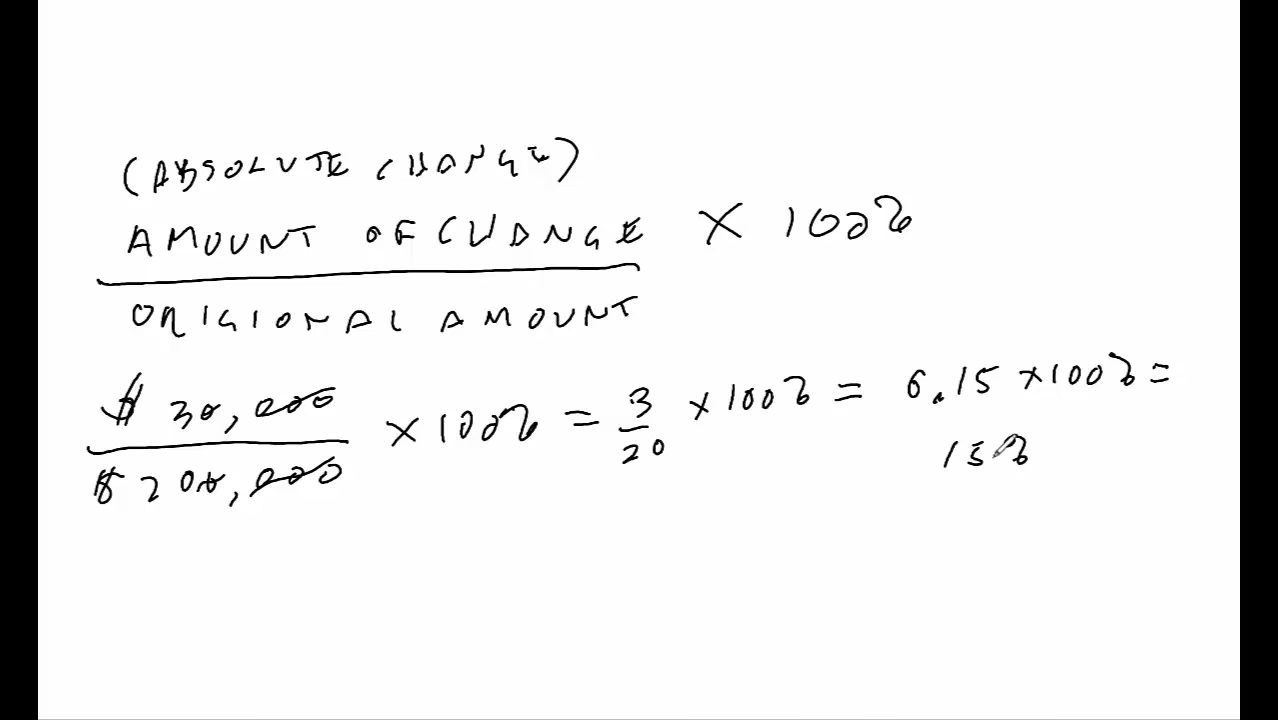 (ABSOLUTE CHANGE)
AMOUNT OF CHANGE × 100%
ORIGIONAL AMOUNT
$30,000 × 100% = 3 × 100% = 0.15 × 100% =
$200,000 20 15%